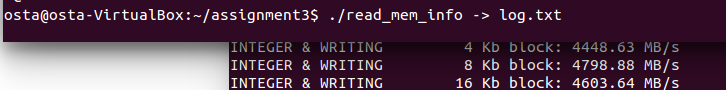 osta@osta-VirtualBox:~/assignment3$ ./read_mem_info -> log.txt
INTEGER & WRITING 4 Kb block: 4448.63 MB/s
INTEGER & WRITING 8 Kb block: 4798.88 MB/s
INTEGER & WRITING 16 Kb block: 4603.64 MB/s